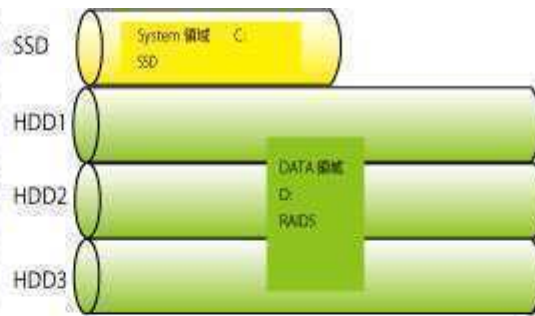 SSD
System 領域 C:
SSD
HDD1
HDD2
HDD3
DATA 領域
D:
RAID5